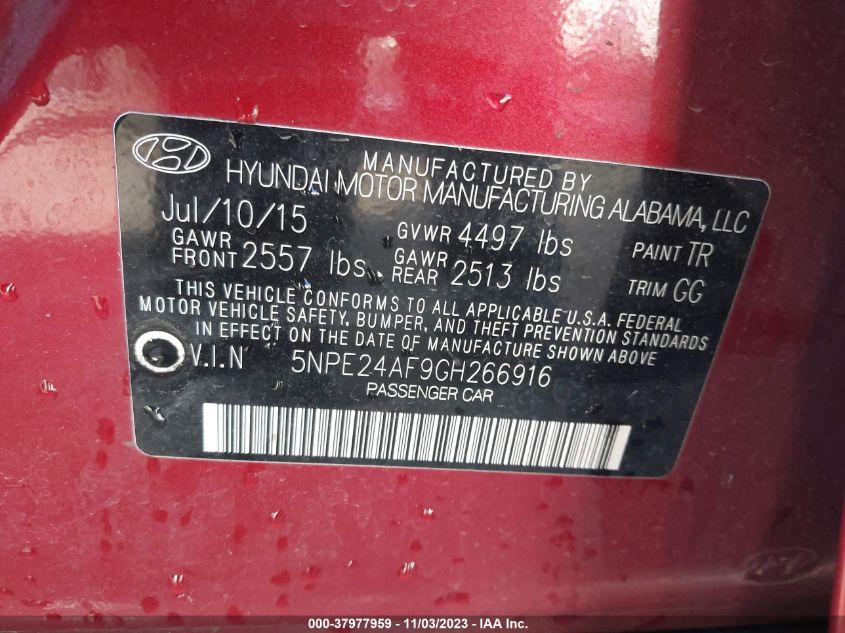 MANUFACTURED BY
HYUNDAI MOTOR MANUFACTURING ALABAMA, LLC
Jul/10/15 GVWR 4497 lbs PAINT TR
GAWR FRONT 2557 lbs GAWR REAR 2513 lbs TRIM GG
THIS VEHICLE CONFORMS TO ALL APPLICABLE U.S.A. FEDERAL
MOTOR VEHICLE SAFETY, BUMPER, AND THEFT PREVENTION STANDARDS
IN EFFECT ON THE DATE OF MANUFACTURE SHOWN ABOVE
V.I.N 5NPE24AF9GH266916
PASSENGER CAR
000-37977959 - 11/03/2023 - IAA Inc.